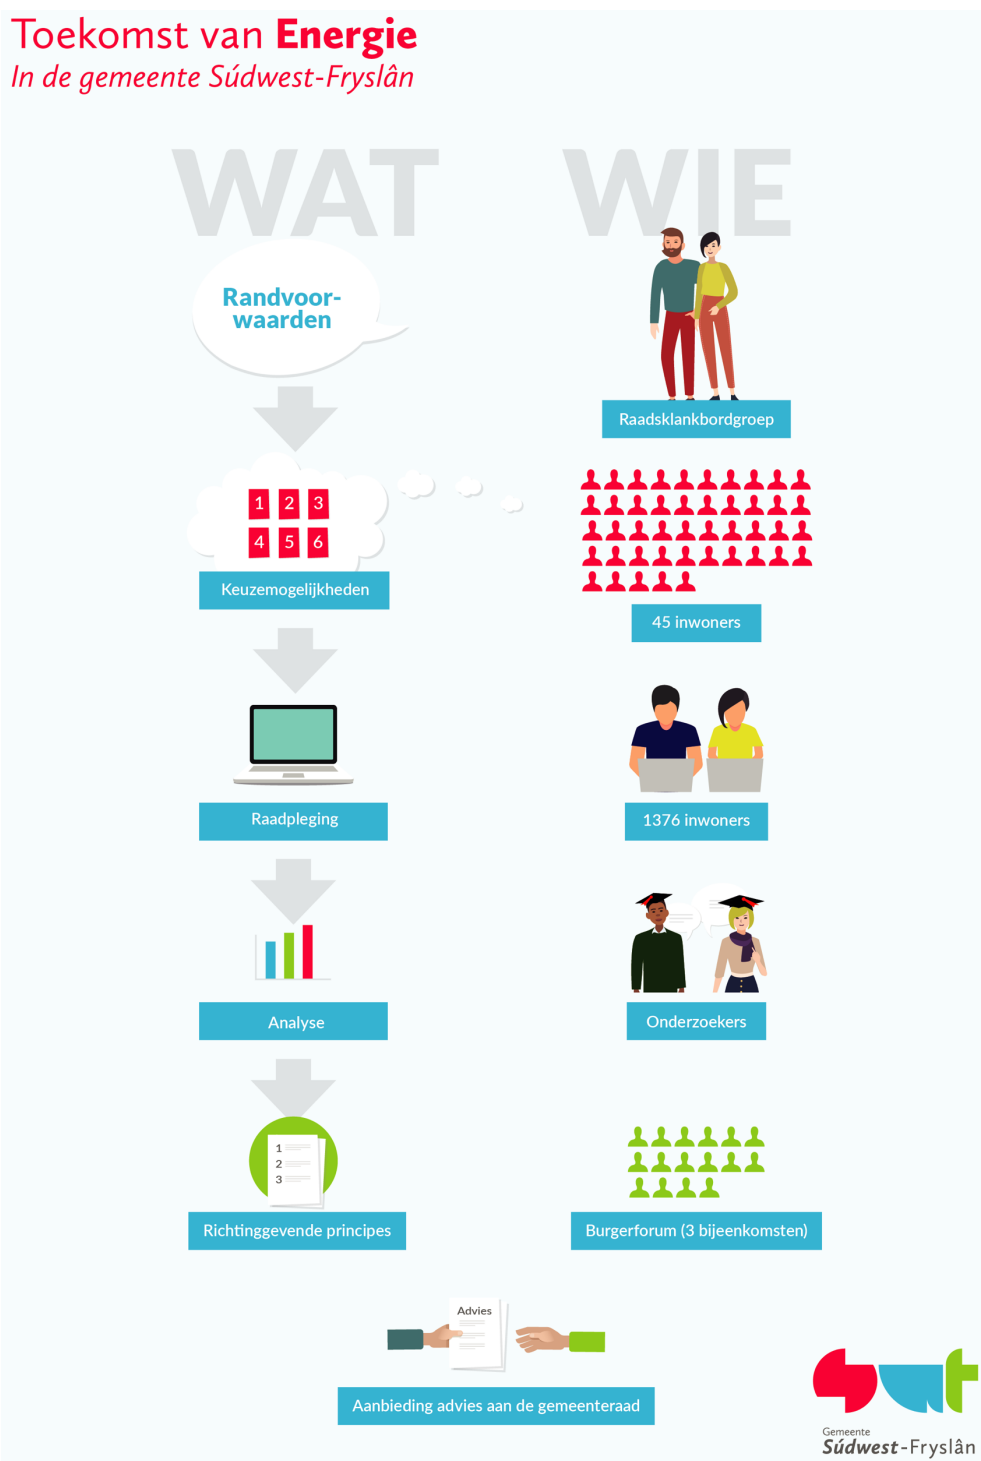 Toekomst van Energie
In de gemeente Súdwest-Fryslân
WAT
WIE
Randvoor-
waarden
Raadsklankbordgroep
1 2 3
4 5 6
Keuzemogelijkheden
45 inwoners
Raadpleging
1376 inwoners
Analyse
Onderzoekers
1
2
3
Richtinggevende principes
Burgerforum (3 bijeenkomsten)
Advies
Aanbieding advies aan de gemeenteraad
Gemeente
Súdwest-Fryslân